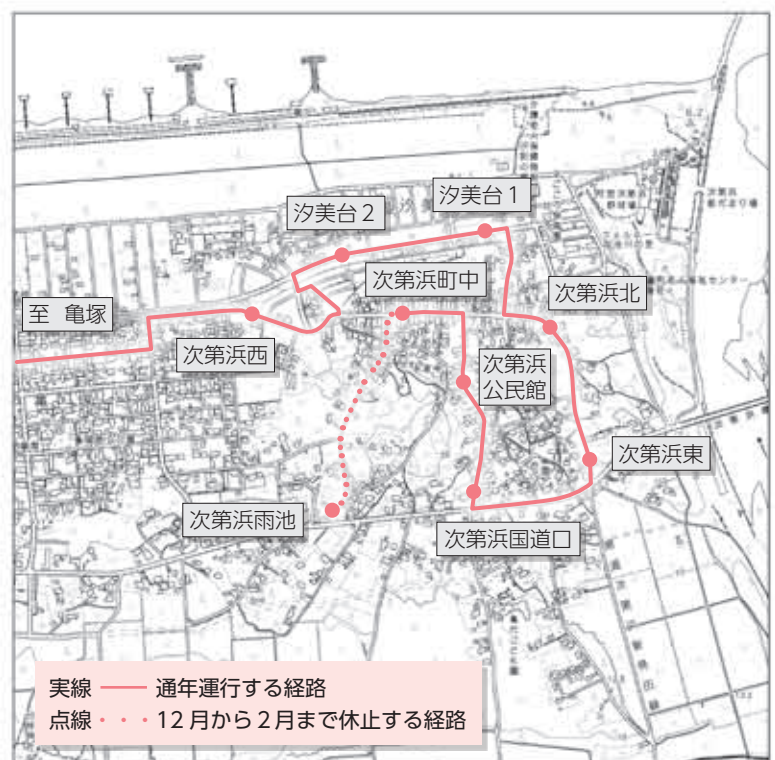 汐美台1
汐美台2
次第浜町中
次第浜北
至 亀塚
次第浜西
次第浜
公民館
次第浜東
次第浜雨池
次第浜国道口
実線 通年運行する経路
点線・・・12月から2月まで休止する経路